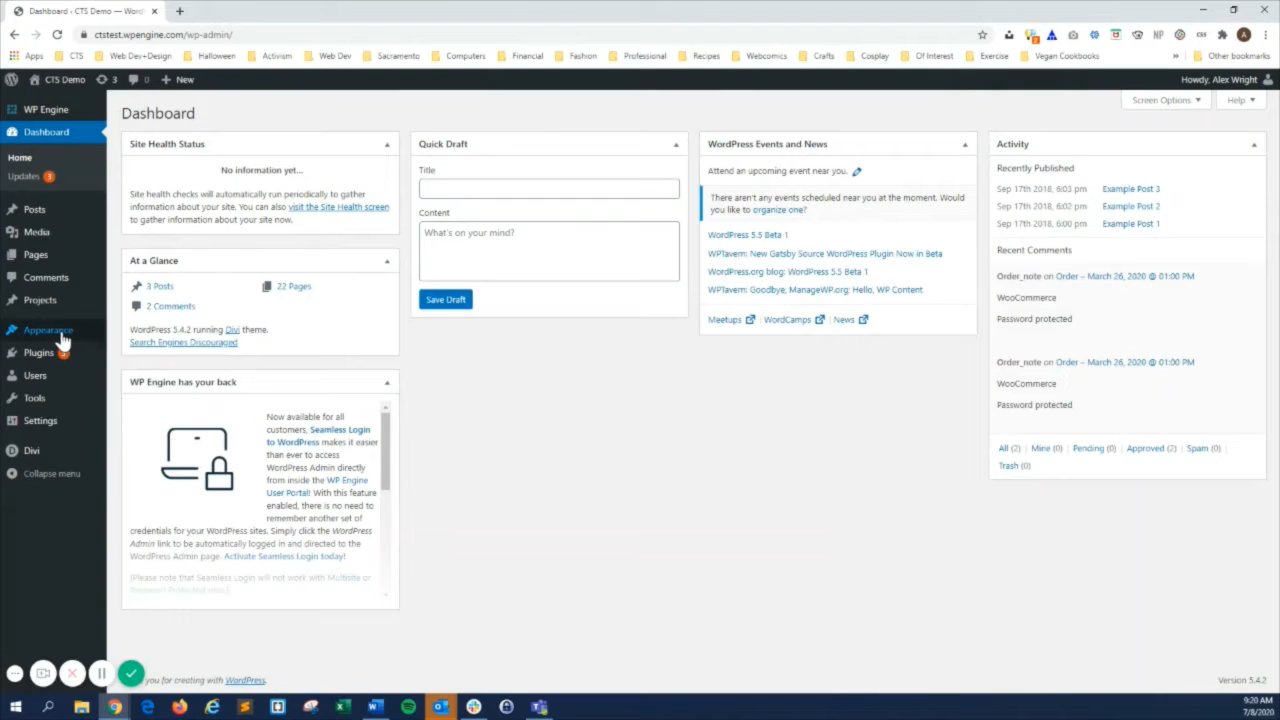 Dashboard - CTS Demo — Word
ctstest.wpengine.com/wp-admin/
Apps
CTS
Web Dev+Design
Halloween
Activism
Web Dev
Sacramento
Computers
Financial
Fashion
Professional
Recipes
Webcomics
Crafts
Cosplay
Of Interest
Exercise
Vegan Cookbooks
Other bookmarks
CTS Demo
3
0
New
Howdy, Alex Wright
Screen Options
Help
WP Engine
Dashboard
Home
Updates 3
Posts
Media
Pages
Comments
Projects
Appearance
Plugins
Users
Tools
Settings
Divi
Collapse menu
Dashboard
Site Health Status
No information yet...
Site health checks will automatically run periodically to gather
information about your site. You can also visit the Site Health screen
to gather information about your site now.
At a Glance
3 Posts
22 Pages
2 Comments
WordPress 5.4.2 running Divi theme.
Search Engines Discouraged
WP Engine has your back
Now available for all
customers, Seamless Login
to WordPress makes it easier
than ever to access
WordPress Admin directly
from inside the WP Engine
User Portal! With this feature
enabled, there is no need to
remember another set of
credentials for your WordPress sites. Simply click the WordPress
Admin link to be automatically logged in and directed to the
WordPress Admin page. Activate Seamless Login today!
(Please note that Seamless Login will not work with Multisite or
Password Protected sites.)
Quick Draft
Title
Content
What's on your mind?
Save Draft
WordPress Events and News
Attend an upcoming event near you.
There aren't any events scheduled near you at the moment. Would
you like to organize one?
WordPress 5.5 Beta 1
WPTavern: New Gatsby Source WordPress Plugin Now in Beta
WordPress.org blog: WordPress 5.5 Beta 1
WPTavern: Goodbye, ManageWP.org; Hello, WP Content
Meetups | WordCamps | News
Activity
Recently Published
Sep 17th 2018, 6:03 pm Example Post 3
Sep 17th 2018, 6:02 pm Example Post 2
Sep 17th 2018, 6:00 pm Example Post 1
Recent Comments
Order_note on Order – March 26, 2020 @ 01:00 PM
WooCommerce
Password protected
Order_note on Order – March 26, 2020 @ 01:00 PM
WooCommerce
Password protected
All (2) | Mine (0) | Pending (0) | Approved (2) | Spam (0) |
Trash (0)
you for creating with WordPress.
Version 5.4.2
9:20 AM
7/8/2020